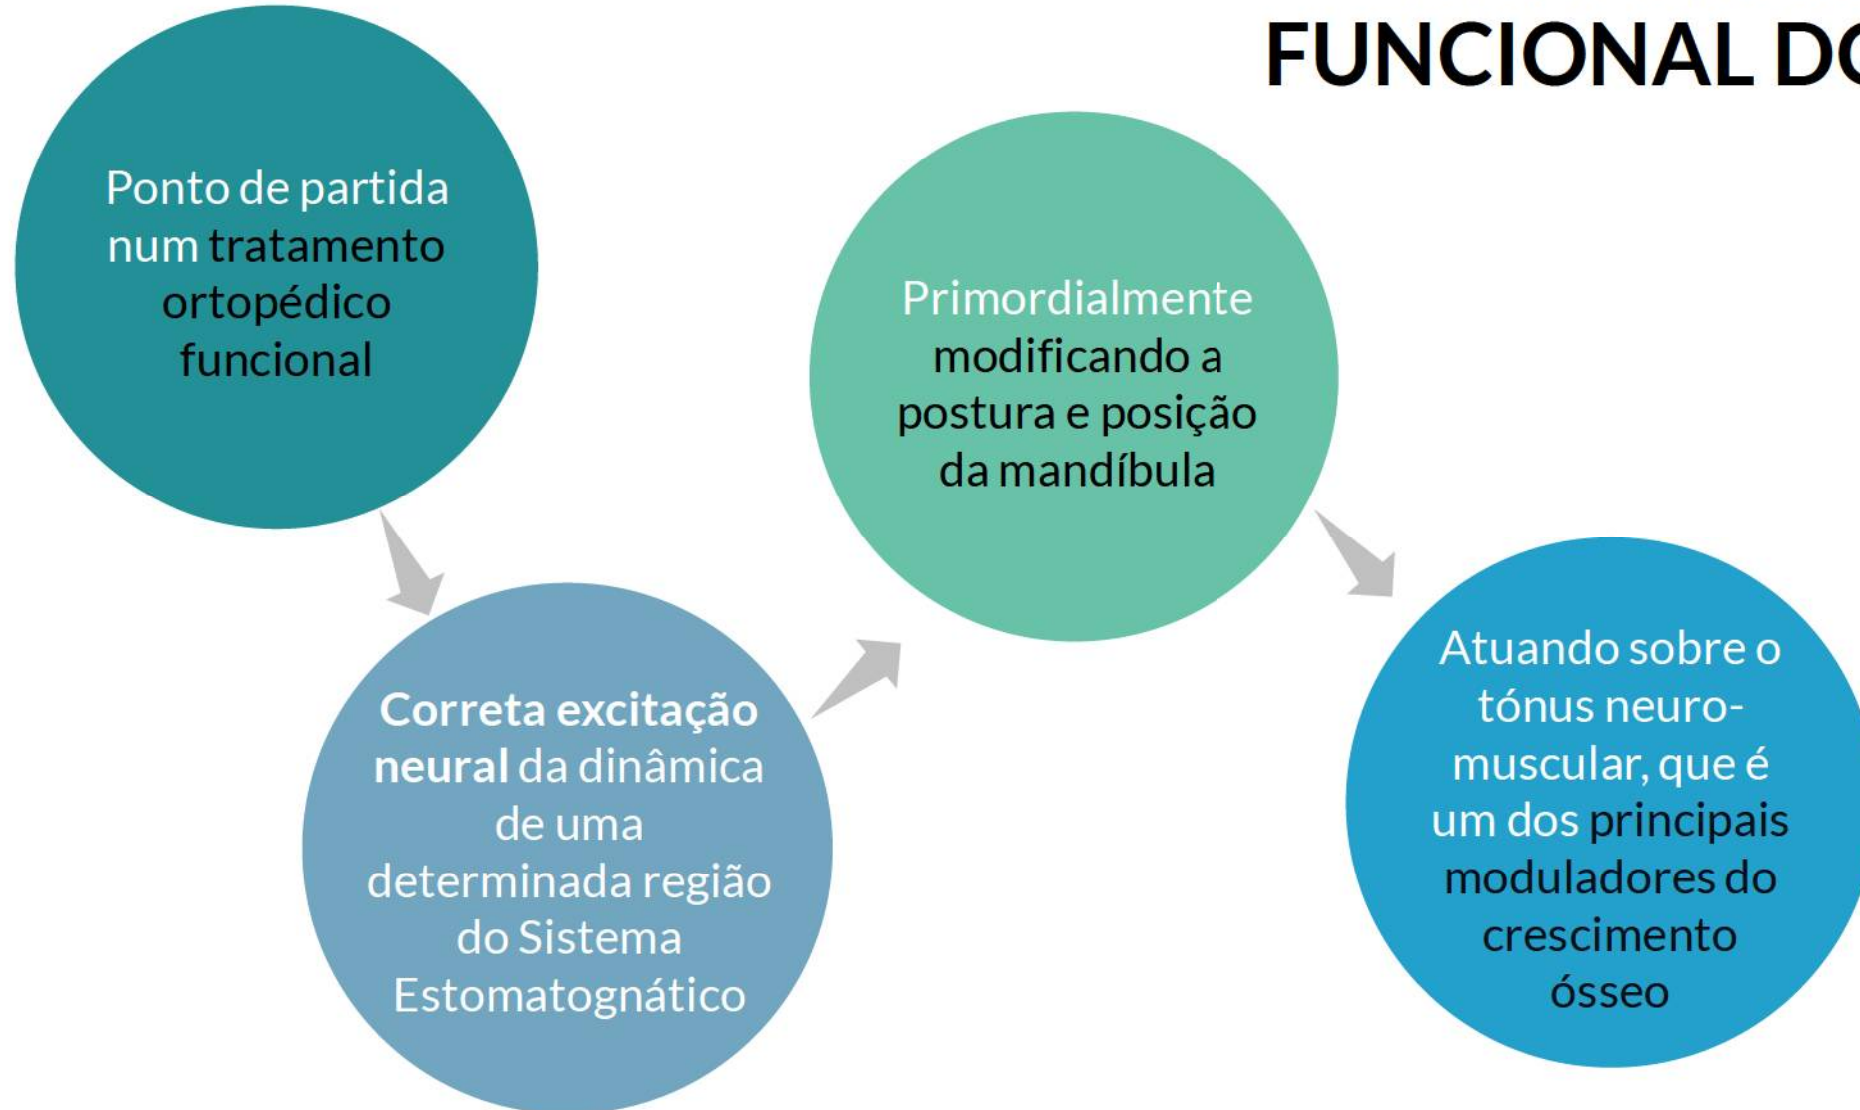 FUNCIONAL
Ponto de partida
num tratamento
ortopédico
funcional
Correta excitação
neural da dinâmica
de uma
determinada região
do Sistema
Estomatognático
Primordialmente
modificando a
postura e posição
da mandíbula
Atuando sobre o
tónus neuro-
muscular, que é
um dos principais
moduladores do
crescimento
ósseo